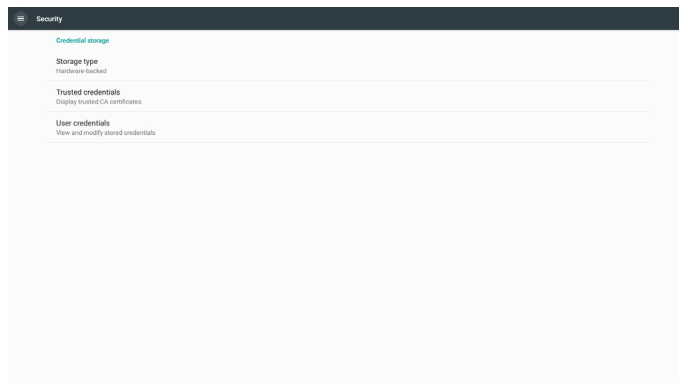 Security
Credential storage
Storage type
Hardware-backed
Trusted credentials
Display trusted CA certificates
User credentials
View and modify stored credentials